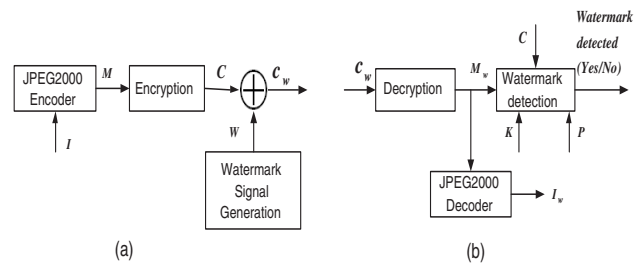 JPEG2000
Encoder
M
Encryption
C
c_w
I
W
Watermark
Signal
Generation
(a)
c_w
Decryption
M_w
C
Watermark
detected
(Yes/No)
Watermark
detection
K
P
JPEG2000
Decoder
I_w
(b)